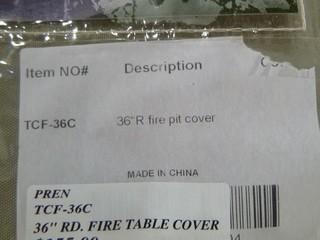 Item NO# Description
TCF-36C 36"R fire pit cover
MADE IN CHINA
PREN
TCF-36C
36" RD. FIRE TABLE COVER